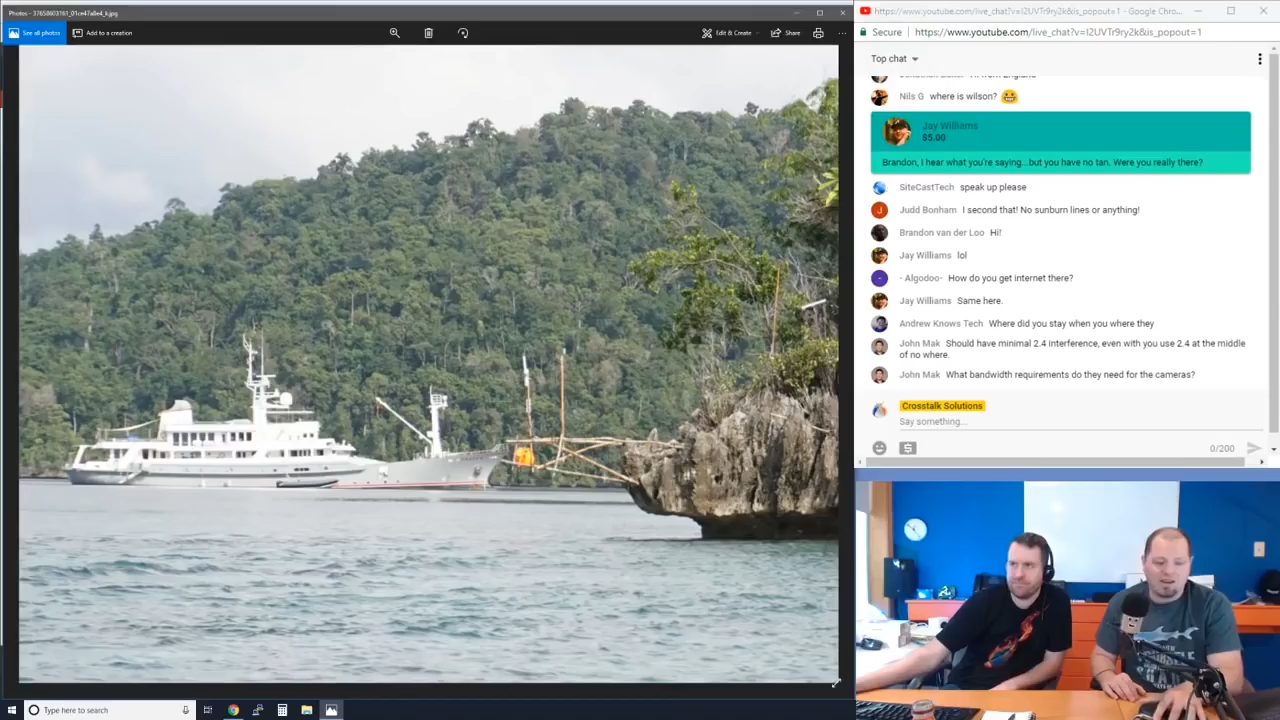 Photos - 37658603161_01ce47a8e4_k.jpg
See all photos
Add to a creation
Edit & Create
Share
https://www.youtube.com/live_chat?v=I2UVTr9ry2k&is_popout=1 - Google Chro...
Secure https://www.youtube.com/live_chat?v=I2UVTr9ry2k&is_popout=1
Top chat
Nils G where is wilson?
Jay Williams
$5.00
Brandon, I hear what you're saying...but you have no tan. Were you really there?
SiteCastTech speak up please
J
Judd Bonham I second that! No sunburn lines or anything!
Brandon van der Loo Hi!
Jay Williams lol
- Algodoo- How do you get internet there?
Jay Williams Same here.
Andrew Knows Tech Where did you stay when you where they
John Mak Should have minimal 2.4 interference, even with you use 2.4 at the middle
of no where.
John Mak What bandwidth requirements do they need for the cameras?
Crosstalk Solutions
Say something...
0/200
Type here to search